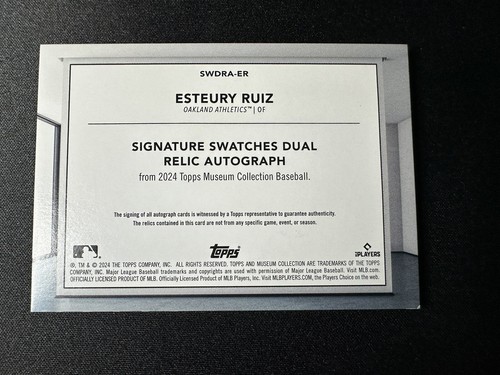 SWDRA-ER
ESTEURY RUIZ
OAKLAND ATHLETICS™ | OF
SIGNATURE SWATCHES DUAL
RELIC AUTOGRAPH
from 2024 Topps Museum Collection Baseball.
The signing of all autograph cards is witnessed by a Topps representative to guarantee authenticity.
The relics contained in this card are not from any specific game, event, or season.
Topps
PLAYERS
®, TM & © 2024 THE TOPPS COMPANY, INC. ALL RIGHTS RESERVED. TOPPS AND MUSEUM COLLECTION ARE TRADEMARKS OF THE TOPPS
COMPANY, INC. Major League Baseball trademarks and copyrights are used with permission of Major League Baseball. Visit MLB.com.
OFFICIALLY LICENSED PRODUCT OF MLB. Officially Licensed Product of MLB Players, Inc. Visit MLBPLAYERS.COM, the Players Choice on the web.